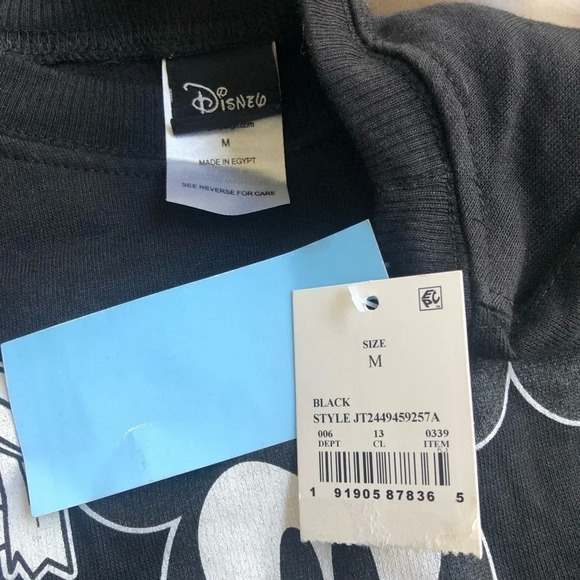 Disney
M
MADE IN EGYPT
SEE REVERSE FOR CARE
SIZE
M
BLACK
STYLE JT2449459257A
006 13 0339
DEPT CL ITEM
1 91905 87836 5